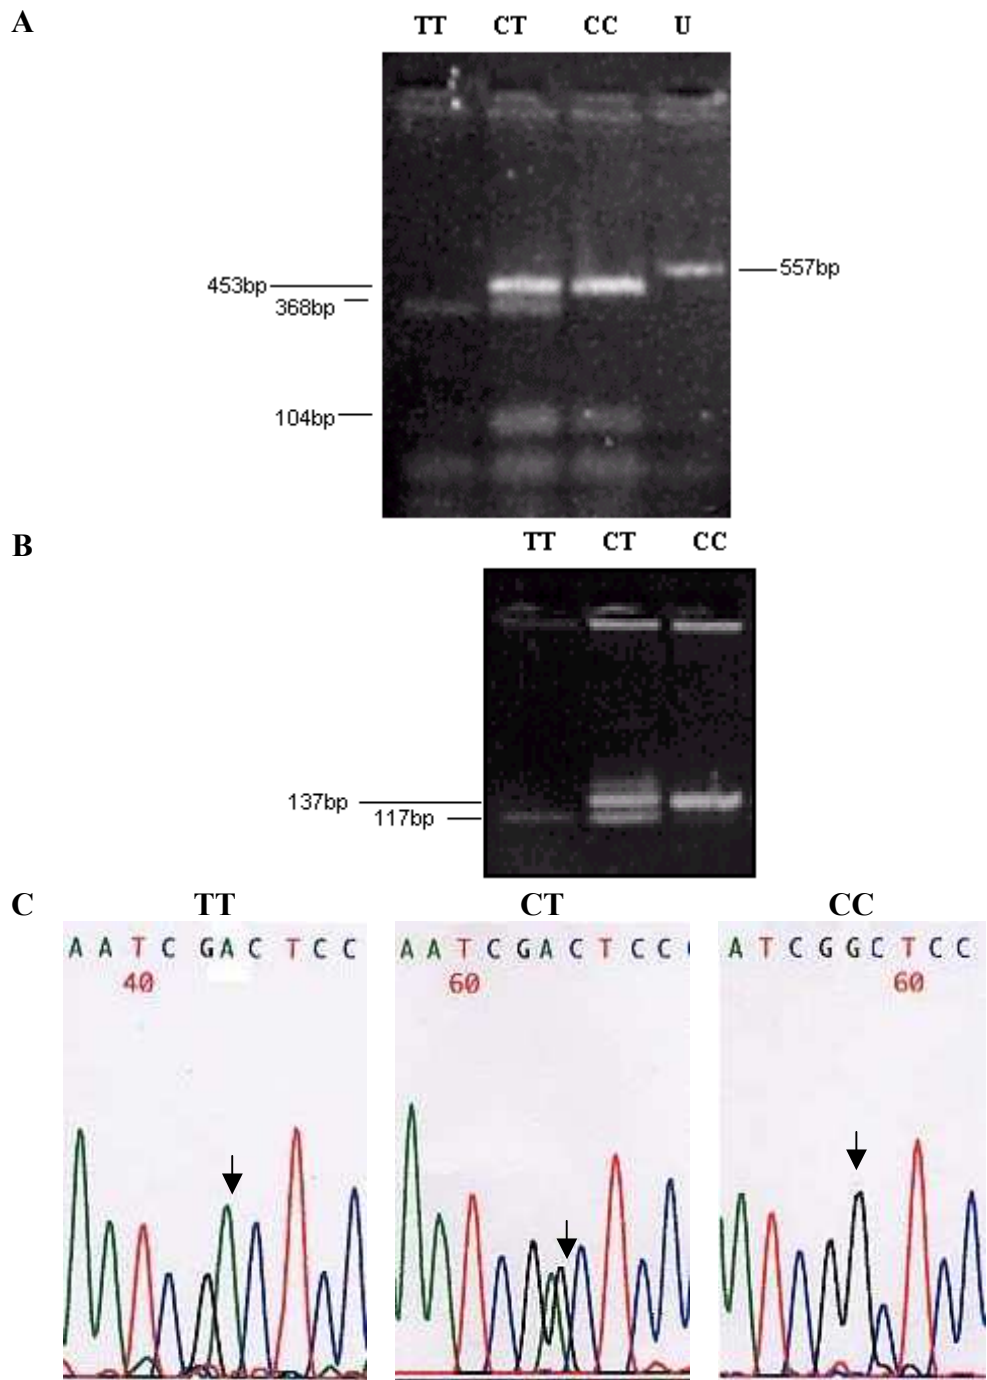 A
TT CT CC U
453bp
557bp
368bp
104bp
B
TT CT CC
137bp
117bp
C
TT CT CC
A A T C G A C T C C
40
A A T C G A C T C C
60
A T C G G C T C C
60